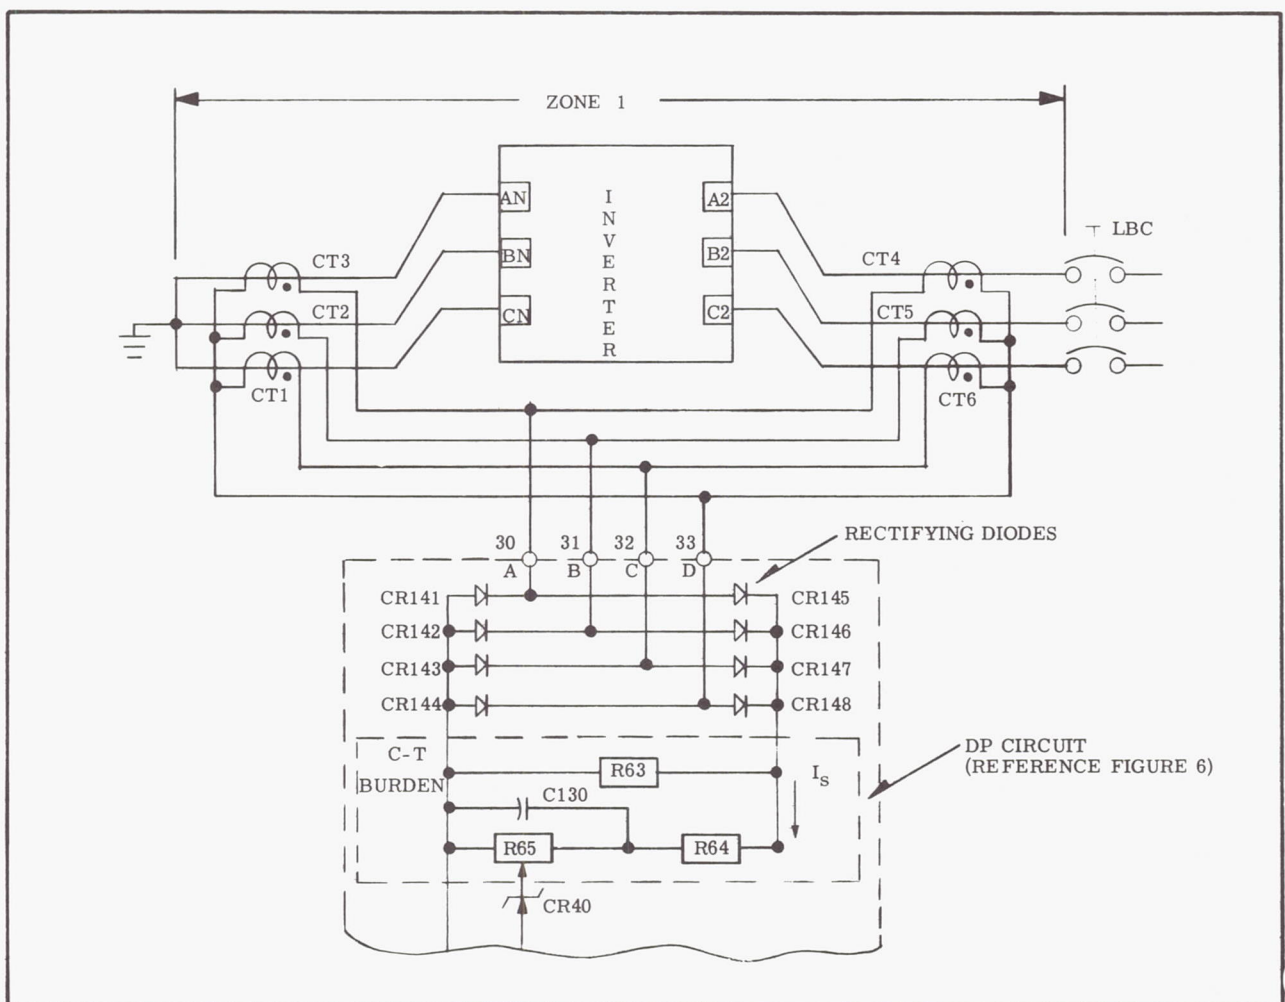 ZONE 1
AN
BN
CN
INVERTER
A2
B2
C2
LBC
CT3
CT2
CT1
CT4
CT5
CT6
RECTIFYING DIODES
30
31
32
33
A
B
C
D
CR141
CR145
CR142
CR146
CR143
CR147
CR144
CR148
C-T
BURDEN
R63
IS
C130
R65
R64
CR40
DP CIRCUIT
(REFERENCE FIGURE 6)